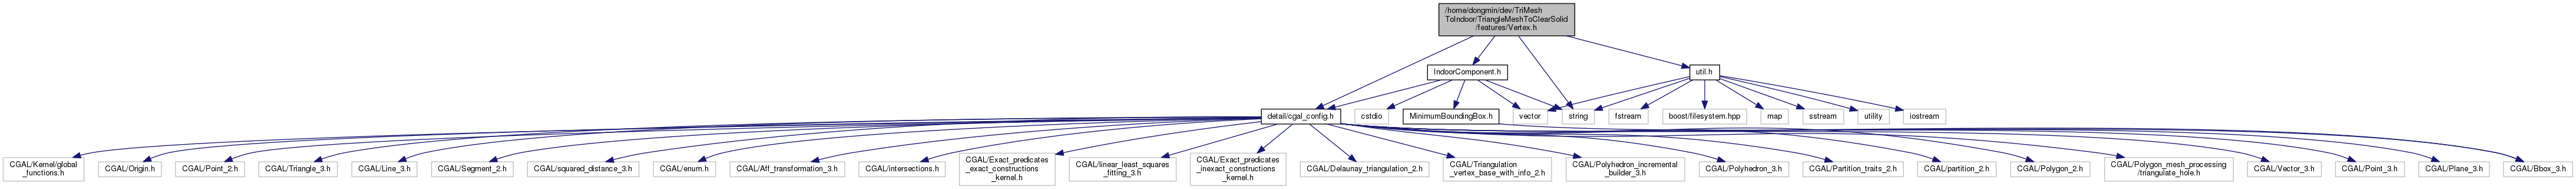 /home/dongmin/dev/TriMesh
ToIndoor/TriangleMeshToClearSolid
/features/Vertex.h
IndoorComponent.h
util.h
detail/cgal_config.h
cstdio
MinimumBoundingBox.h
vector
string
fstream
boost/filesystem.hpp
map
sstream
utility
iostream
CGAL/Kernel/global
_functions.h
CGAL/Origin.h
CGAL/Point_2.h
CGAL/Triangle_3.h
CGAL/Line_3.h
CGAL/Segment_2.h
CGAL/squared_distance_3.h
CGAL/enum.h
CGAL/Aff_transformation_3.h
CGAL/intersections.h
CGAL/Exact_predicates
_exact_constructions
_kernel.h
CGAL/linear_least_squares
_fitting_3.h
CGAL/Exact_predicates
_inexact_constructions
_kernel.h
CGAL/Delaunay_triangulation_2.h
CGAL/Triangulation
_vertex_base_with_info_2.h
CGAL/Polyhedron_incremental
_builder_3.h
CGAL/Polyhedron_3.h
CGAL/Partition_traits_2.h
CGAL/partition_2.h
CGAL/Polygon_2.h
CGAL/Polygon_mesh_processing
/triangulate_hole.h
CGAL/Vector_3.h
CGAL/Point_3.h
CGAL/Plane_3.h
CGAL/Bbox_3.h